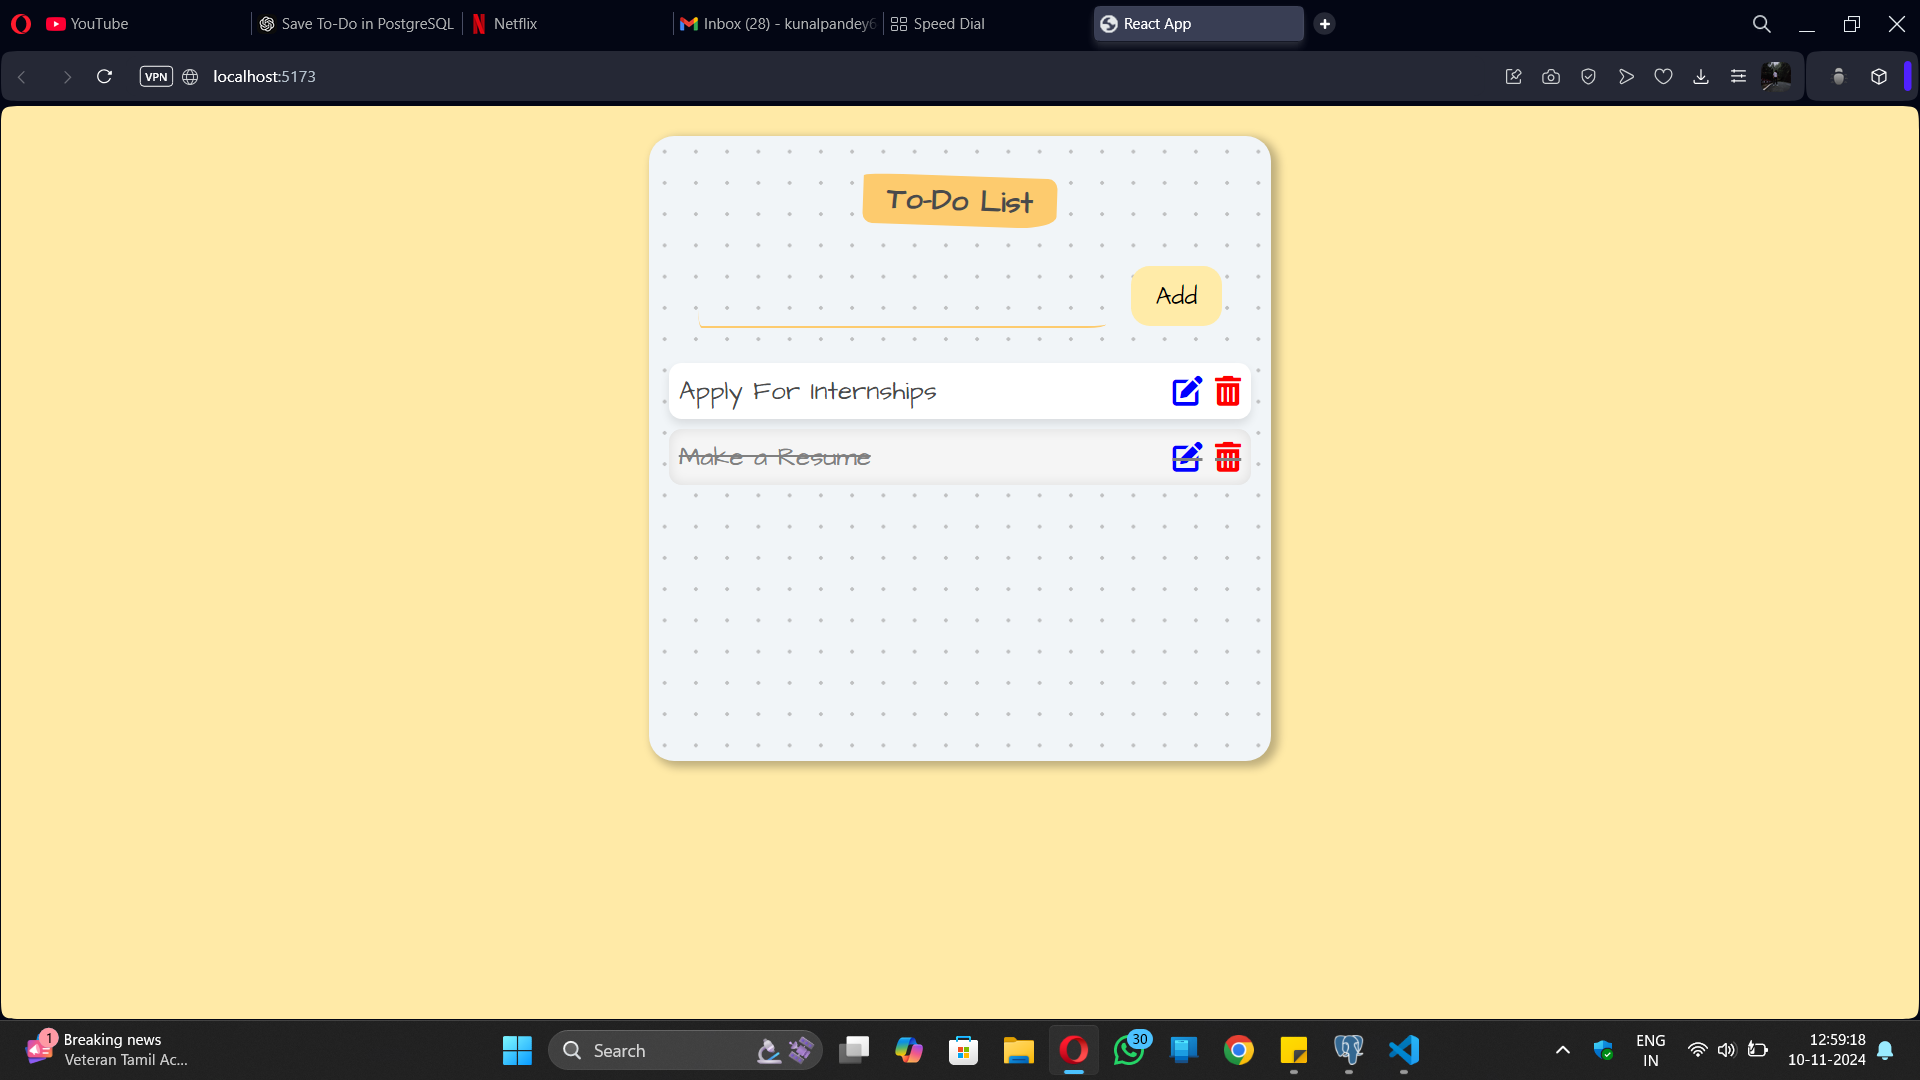 YouTube
Save To-Do in PostgreSQL
Netflix
Inbox (28) - kunalpandey6
Speed Dial
React App
VPN
localhost:5173
To-Do List
Add
Apply For Internships
Make a Resume
1
Breaking news
Veteran Tamil Ac...
Search
30
ENG
IN
12:59:18
10-11-2024